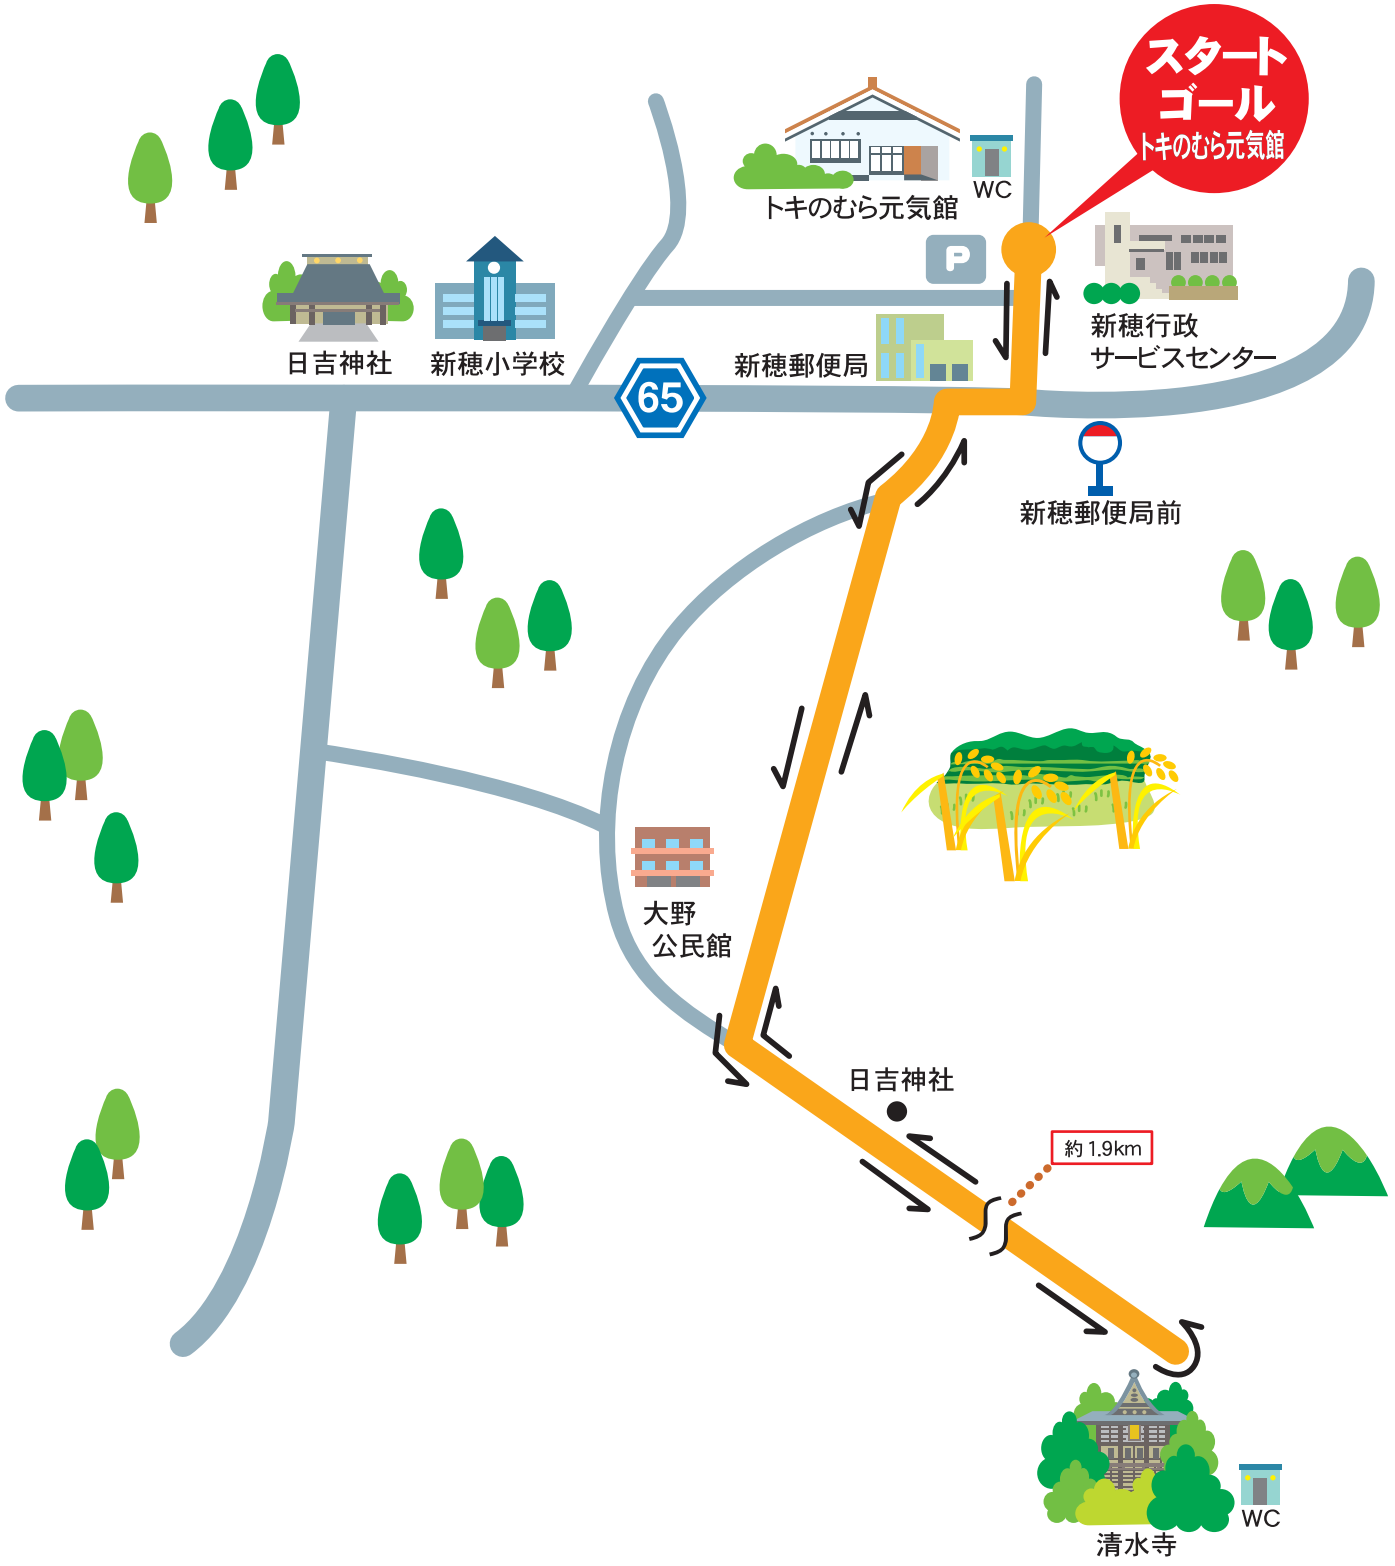 スタート
ゴール
トキのむら元気館
トキのむら元気館
WC
P
新穂行政
サービスセンター
日吉神社
新穂小学校
新穂郵便局
65
新穂郵便局前
大野
公民館
日吉神社
約1.9km
清水寺
WC